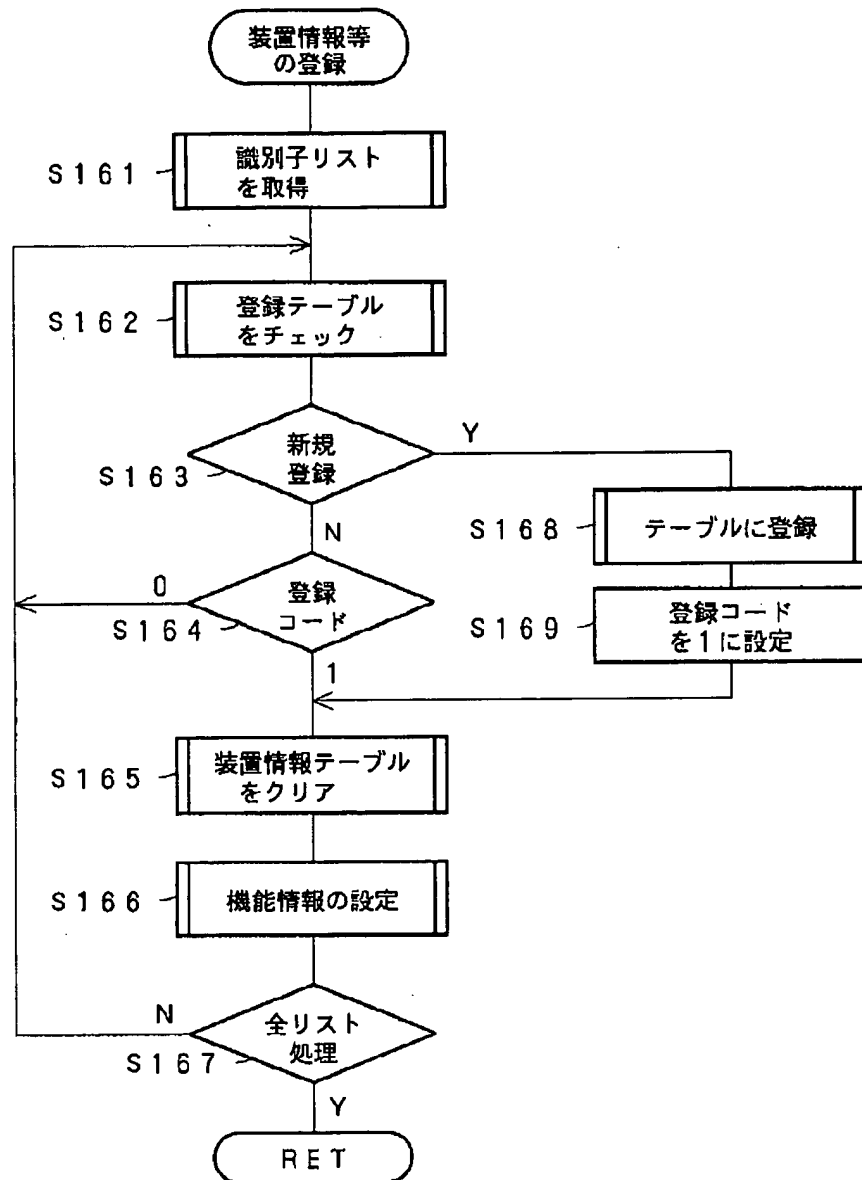 装置情報等
の登録
S161
識別子リスト
を取得
S162
登録テーブル
をチェック
新規
登録
Y
S163
N
S168
テーブルに登録
0
登録
コード
S164
S169
登録コード
を1に設定
1
S165
装置情報テーブル
をクリア
S166
機能情報の設定
N
全リスト
処理
S167
Y
RET